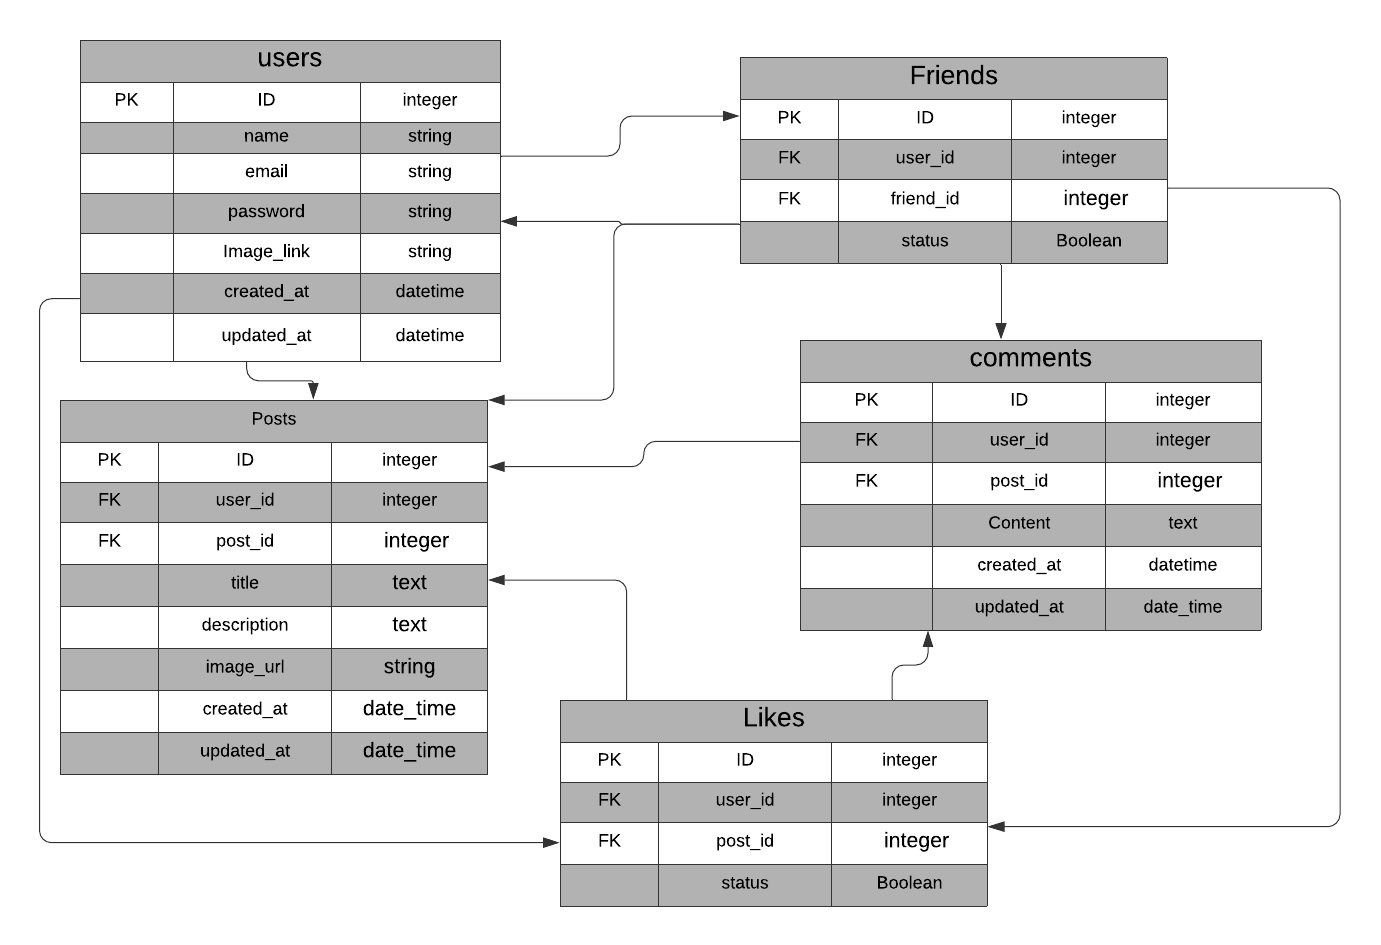 users
PK ID integer
name string
email string
password string
Image_link string
created_at datetime
updated_at datetime
Friends
PK ID integer
FK user_id integer
FK friend_id integer
status Boolean
Posts
PK ID integer
FK user_id integer
FK post_id integer
title text
description text
image_url string
created_at date_time
updated_at date_time
comments
PK ID integer
FK user_id integer
FK post_id integer
Content text
created_at datetime
updated_at date_time
Likes
PK ID integer
FK user_id integer
FK post_id integer
status Boolean